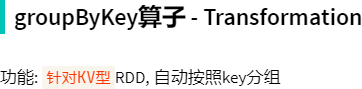 groupByKey算子 - Transformation
功能: 针对KV型 RDD, 自动按照key分组